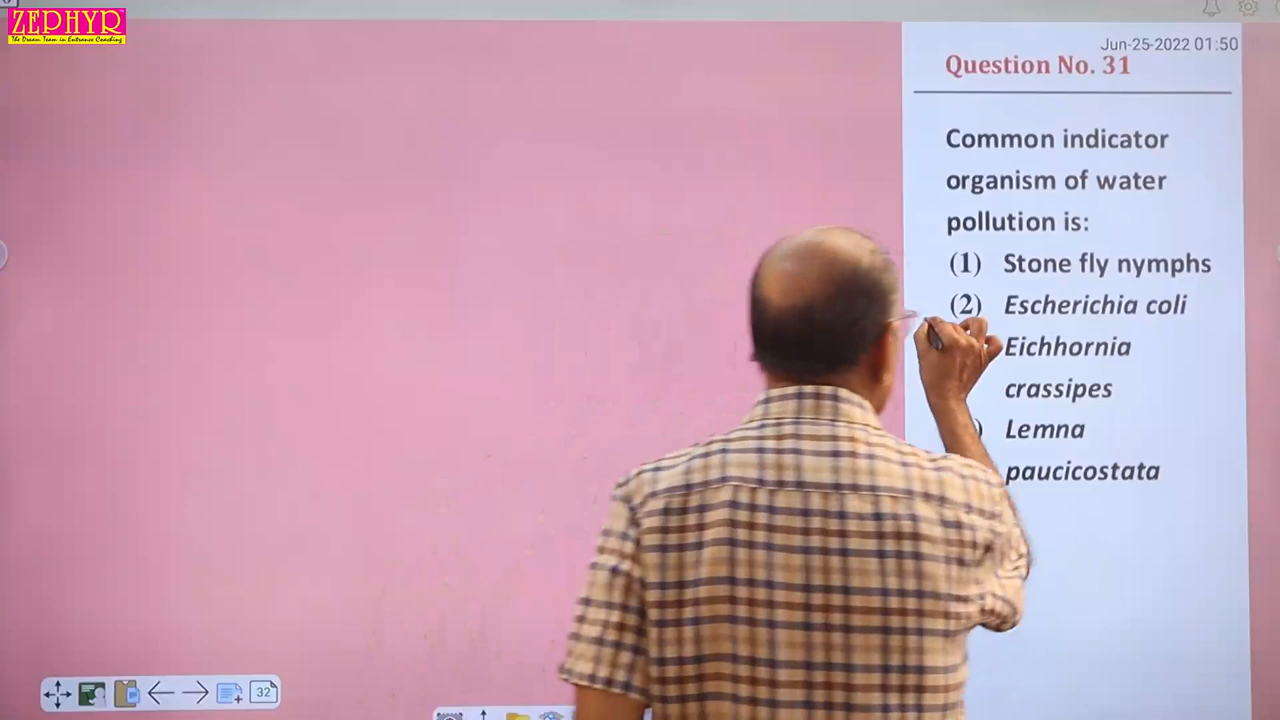 ZEPHYR
The Dream Team in Entrance Coaching
Jun-25-2022 01:50
Question No. 31
Common indicator
organism of water
pollution is:
(1) Stone fly nymphs
(2) Escherichia coli
Eichhornia
crassipes
) Lemna
paucicostata
32